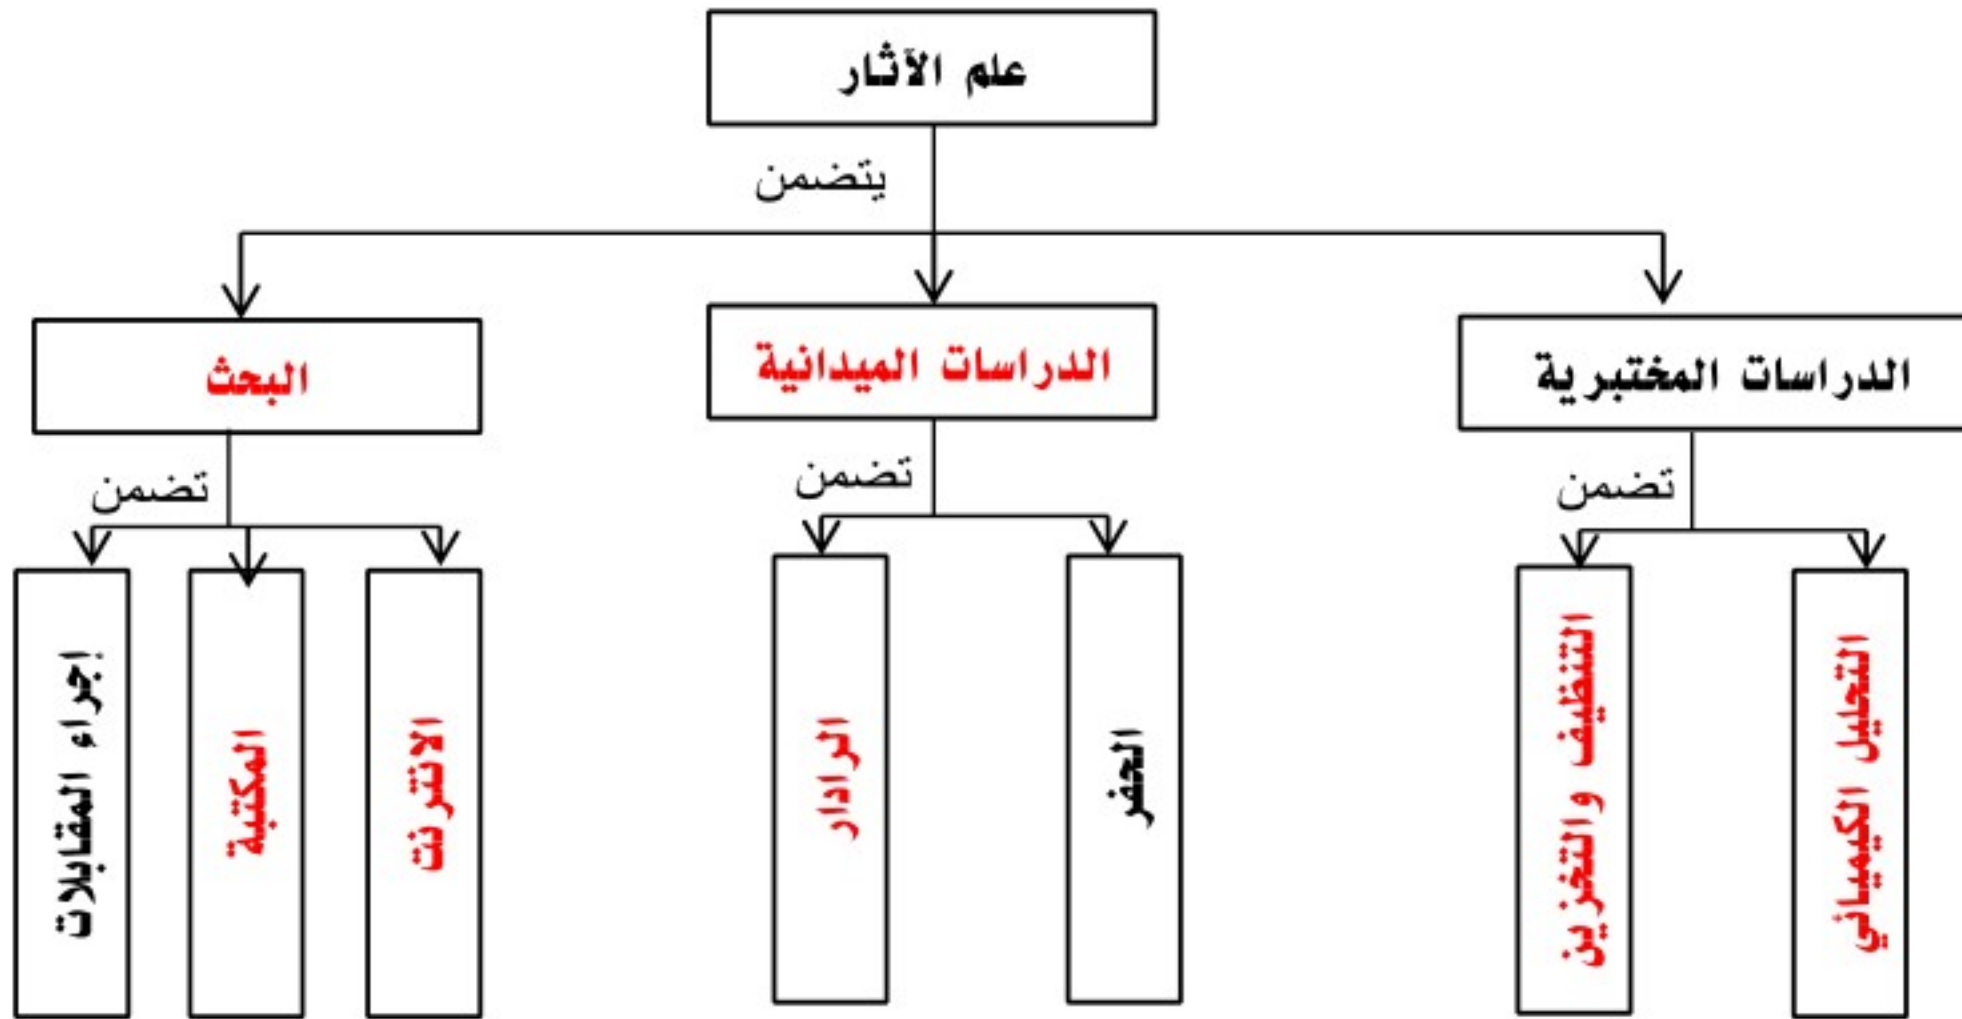 علم الآثار
يتضمن
الدراسات المختبرية
الدراسات الميدانية
البحث
تضمن
تضمن
تضمن
التحليل الكيميائي
التنظيف والتخزين
الحفر
الرادار
الانترنت
المكتبة
إجراء المقابلات